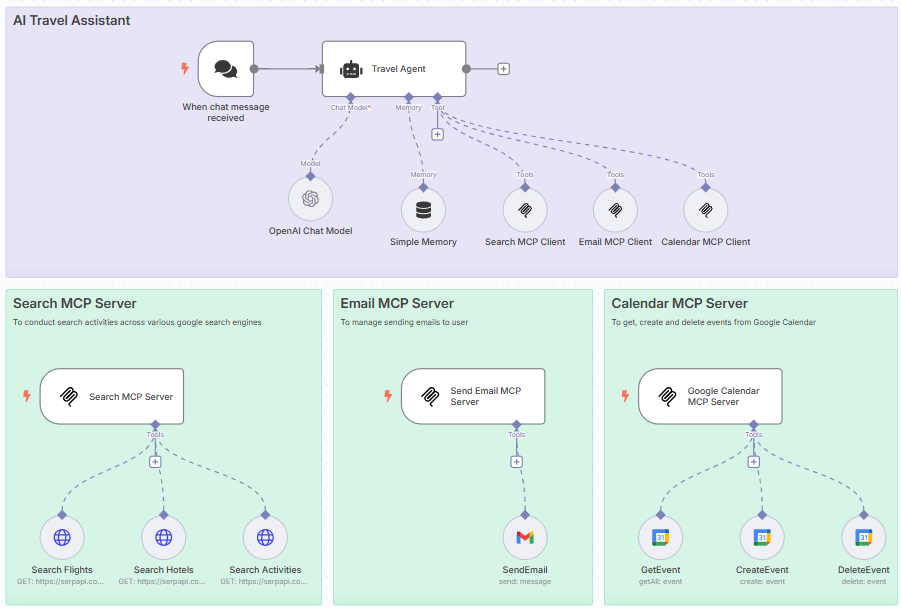 AI Travel Assistant
Travel Agent
When chat message
received
Chat Model*
Memory
Tool
Model
Memory
Tools
Tools
Tools
OpenAI Chat Model
Simple Memory
Search MCP Client
Email MCP Client
Calendar MCP Client
Search MCP Server
To conduct search activities across various google search engines
Search MCP Server
Tools
Search Flights
GET: https://serpapi.co...
Search Hotels
GET: https://serpapi.co...
Search Activities
GET: https://serpapi.co...
Email MCP Server
To manage sending emails to user
Send Email MCP
Server
Tools
SendEmail
send: message
Calendar MCP Server
To get, create and delete events from Google Calendar
Google Calendar
MCP Server
Tools
31
GetEvent
getAll: event
31
CreateEvent
create: event
31
DeleteEvent
delete: event